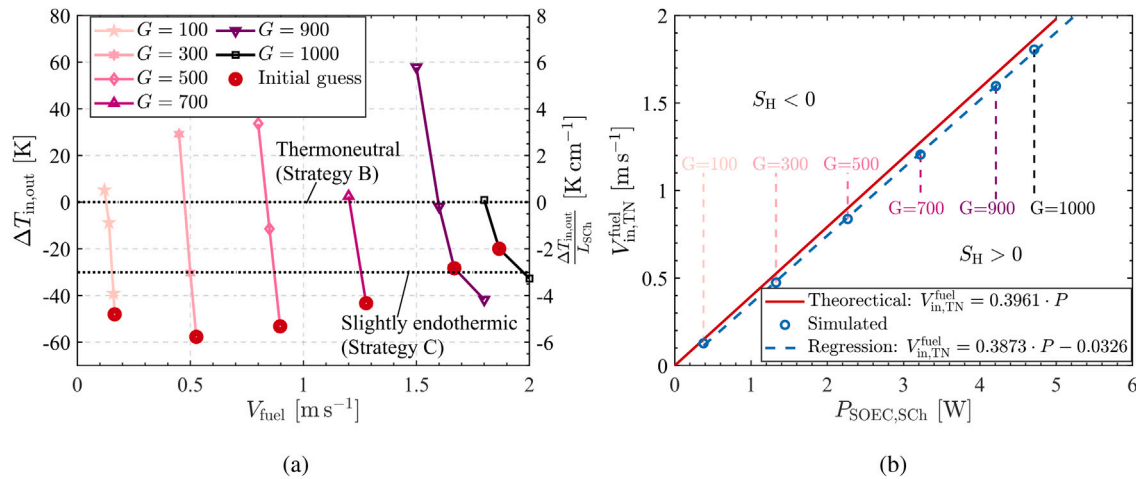 80
60
40
20
0
-20
-40
-60
ΔT_in,out [K]
G = 100
G = 300
G = 500
G = 700
G = 900
G = 1000
Initial guess
Thermoneutral
(Strategy B)
Slightly endothermic
(Strategy C)
8
6
4
2
0
-2
-4
-6
ΔT_in,out / L_SCh [K cm⁻¹]
0 0.5 1 1.5 2
V_fuel [m s⁻¹]
(a)
2
1.5
1
0.5
0
V^fuel_in,TN [m s⁻¹]
S_H < 0
G=100 G=300 G=500
G=700 G=900 G=1000
S_H > 0
Theorectical: V^fuel_in,TN = 0.3961 · P
Simulated
Regression: V^fuel_in,TN = 0.3873 · P − 0.0326
0 1 2 3 4 5 6
P_SOEC,SCh [W]
(b)